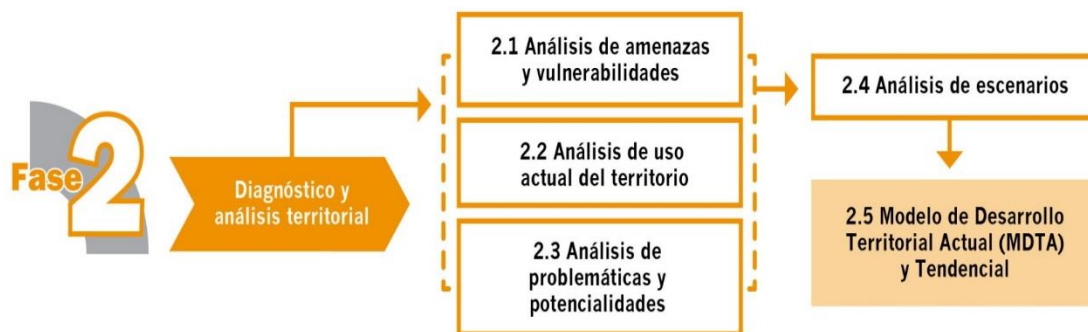 Fase 2
Diagnóstico y
análisis territorial
2.1 Análisis de amenazas
y vulnerabilidades
2.2 Análisis de uso
actual del territorio
2.3 Análisis de
problemáticas y
potencialidades
2.4 Análisis de escenarios
2.5 Modelo de Desarrollo
Territorial Actual (MDTA)
y Tendencial